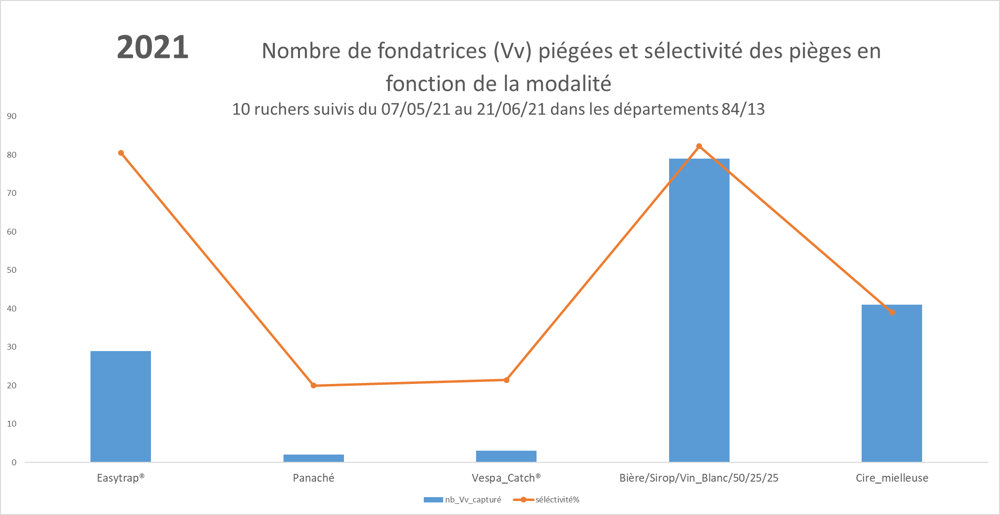 2021 Nombre de fondatrices (Vv) piégées et sélectivité des pièges en
fonction de la modalité
10 ruchers suivis du 07/05/21 au 21/06/21 dans les départements 84/13
90
80
70
60
50
40
30
20
10
0
Easytrap® Panaché Vespa_Catch® Bière/Sirop/Vin_Blanc/50/25/25 Cire_mielleuse
nb_Vv_capturé séléctivité%